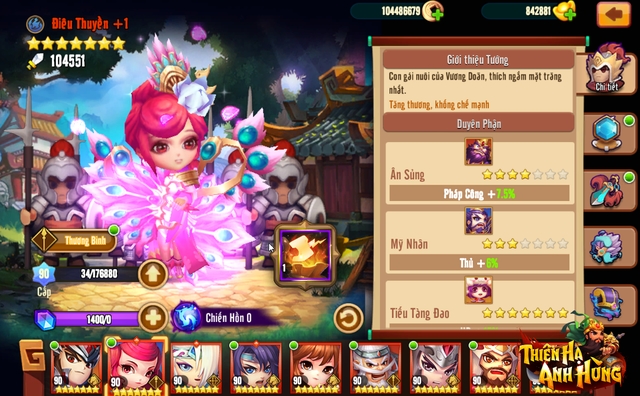 Điêu Thuyền +1
104551
104486679
842881
Giới thiệu Tướng
Con gái nuôi của Vương Doãn, thích ngắm mặt trăng
nhất.
Tăng thương, khống chế mạnh
Duyên Phận
Ân Sủng
Pháp Công +7.5%
Mỹ Nhân
Thủ +6%
Tiểu Tàng Đao
Chi tiết
Thương Binh
90
34/176880
Cấp
1400/0
Chiến Hồn 0
1
90
90
90
90
90
90
90
90
90
THIÊN HẠ
ANH HÙNG